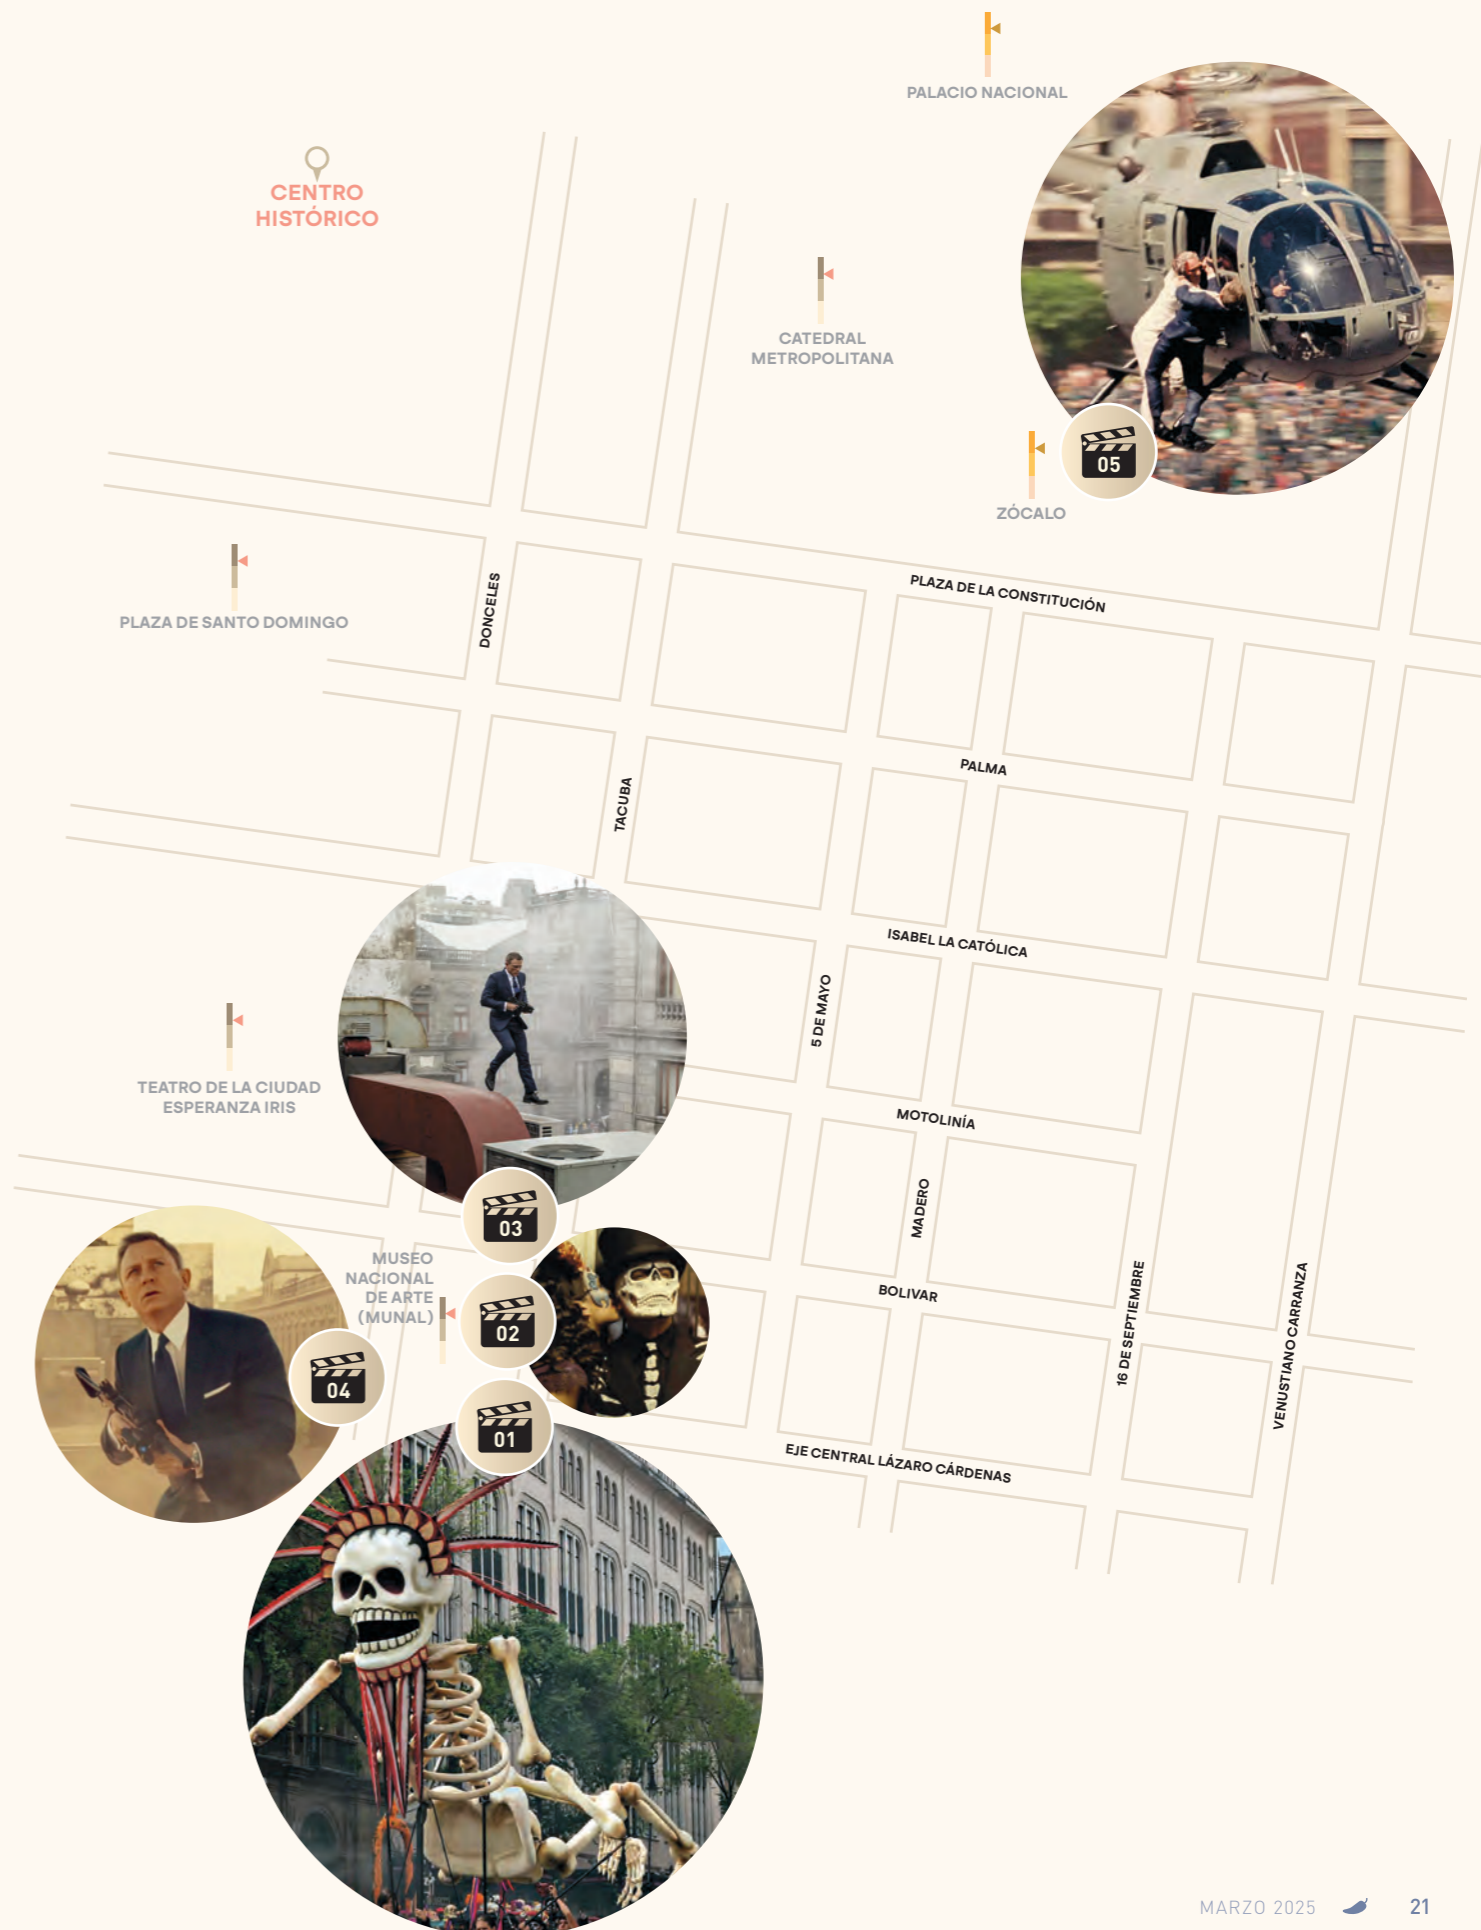 PALACIO NACIONAL
CENTRO
HISTÓRICO
CATEDRAL
METROPOLITANA
05
ZÓCALO
PLAZA DE SANTO DOMINGO
DONCELES
PLAZA DE LA CONSTITUCIÓN
PALMA
TACUBA
ISABEL LA CATÓLICA
5 DE MAYO
TEATRO DE LA CIUDAD
ESPERANZA IRIS
MOTOLINÍA
MADERO
03
MUSEO
NACIONAL
DE ARTE
(MUNAL)
02
BOLIVAR
16 DE SEPTIEMBRE
VENUSTIANO CARRANZA
04
01
EJE CENTRAL LÁZARO CÁRDENAS
MARZO 2025
21